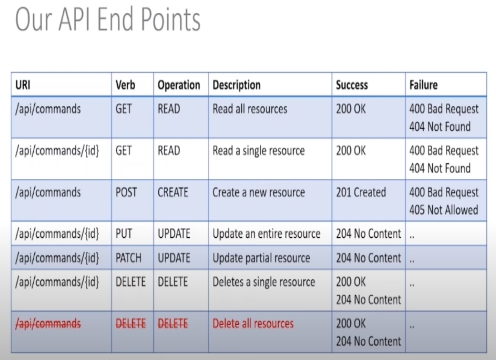 Our API End Points
URI Verb Operation Description Success Failure
/api/commands GET READ Read all resources 200 OK 400 Bad Request
404 Not Found
/api/commands/{id} GET READ Read a single resource 200 OK 400 Bad Request
404 Not Found
/api/commands POST CREATE Create a new resource 201 Created 400 Bad Request
405 Not Allowed
/api/commands/{id} PUT UPDATE Update an entire resource 204 No Content ..
/api/commands/{id} PATCH UPDATE Update partial resource 204 No Content ..
/api/commands/{id} DELETE DELETE Deletes a single resource 200 OK ..
204 No Content
/api/commands DELETE DELETE Delete all resources 200 OK ..
204 No Content